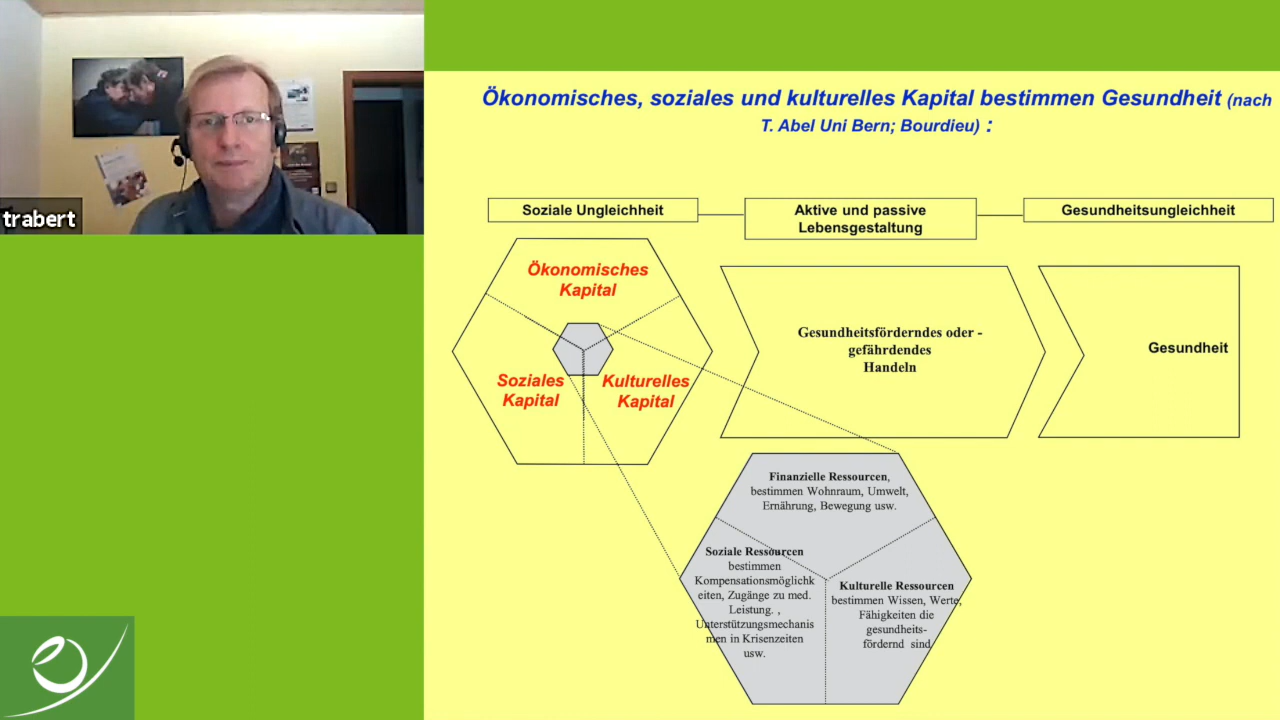 trabert
Ökonomisches, soziales und kulturelles Kapital bestimmen Gesundheit (nach
T. Abel Uni Bern; Bourdieu) :
Soziale Ungleichheit
Aktive und passive
Lebensgestaltung
Gesundheitsungleichheit
Ökonomisches
Kapital
Soziales
Kapital
Kulturelles
Kapital
Gesundheitsförderndes oder -
gefährdendes
Handeln
Gesundheit
Finanzielle Ressourcen,
bestimmen Wohnraum, Umwelt,
Ernährung, Bewegung usw.
Soziale Ressourcen
bestimmen
Kompensationsmöglichk
eiten, Zugänge zu med.
Leistung. ,
Unterstützungsmechanis
men in Krisenzeiten
usw.
Kulturelle Ressourcen
bestimmen Wissen, Werte,
Fähigkeiten die
gesundheits-
fördernd sind